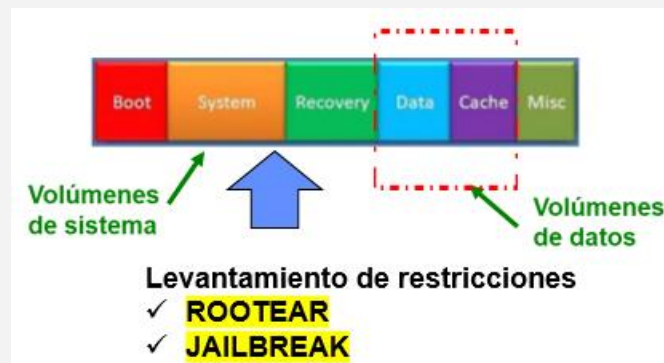 Boot System Recovery Data Cache Misc
Volúmenes
de sistema
Volúmenes
de datos
Levantamiento de restricciones
✓ ROOTEAR
✓ JAILBREAK